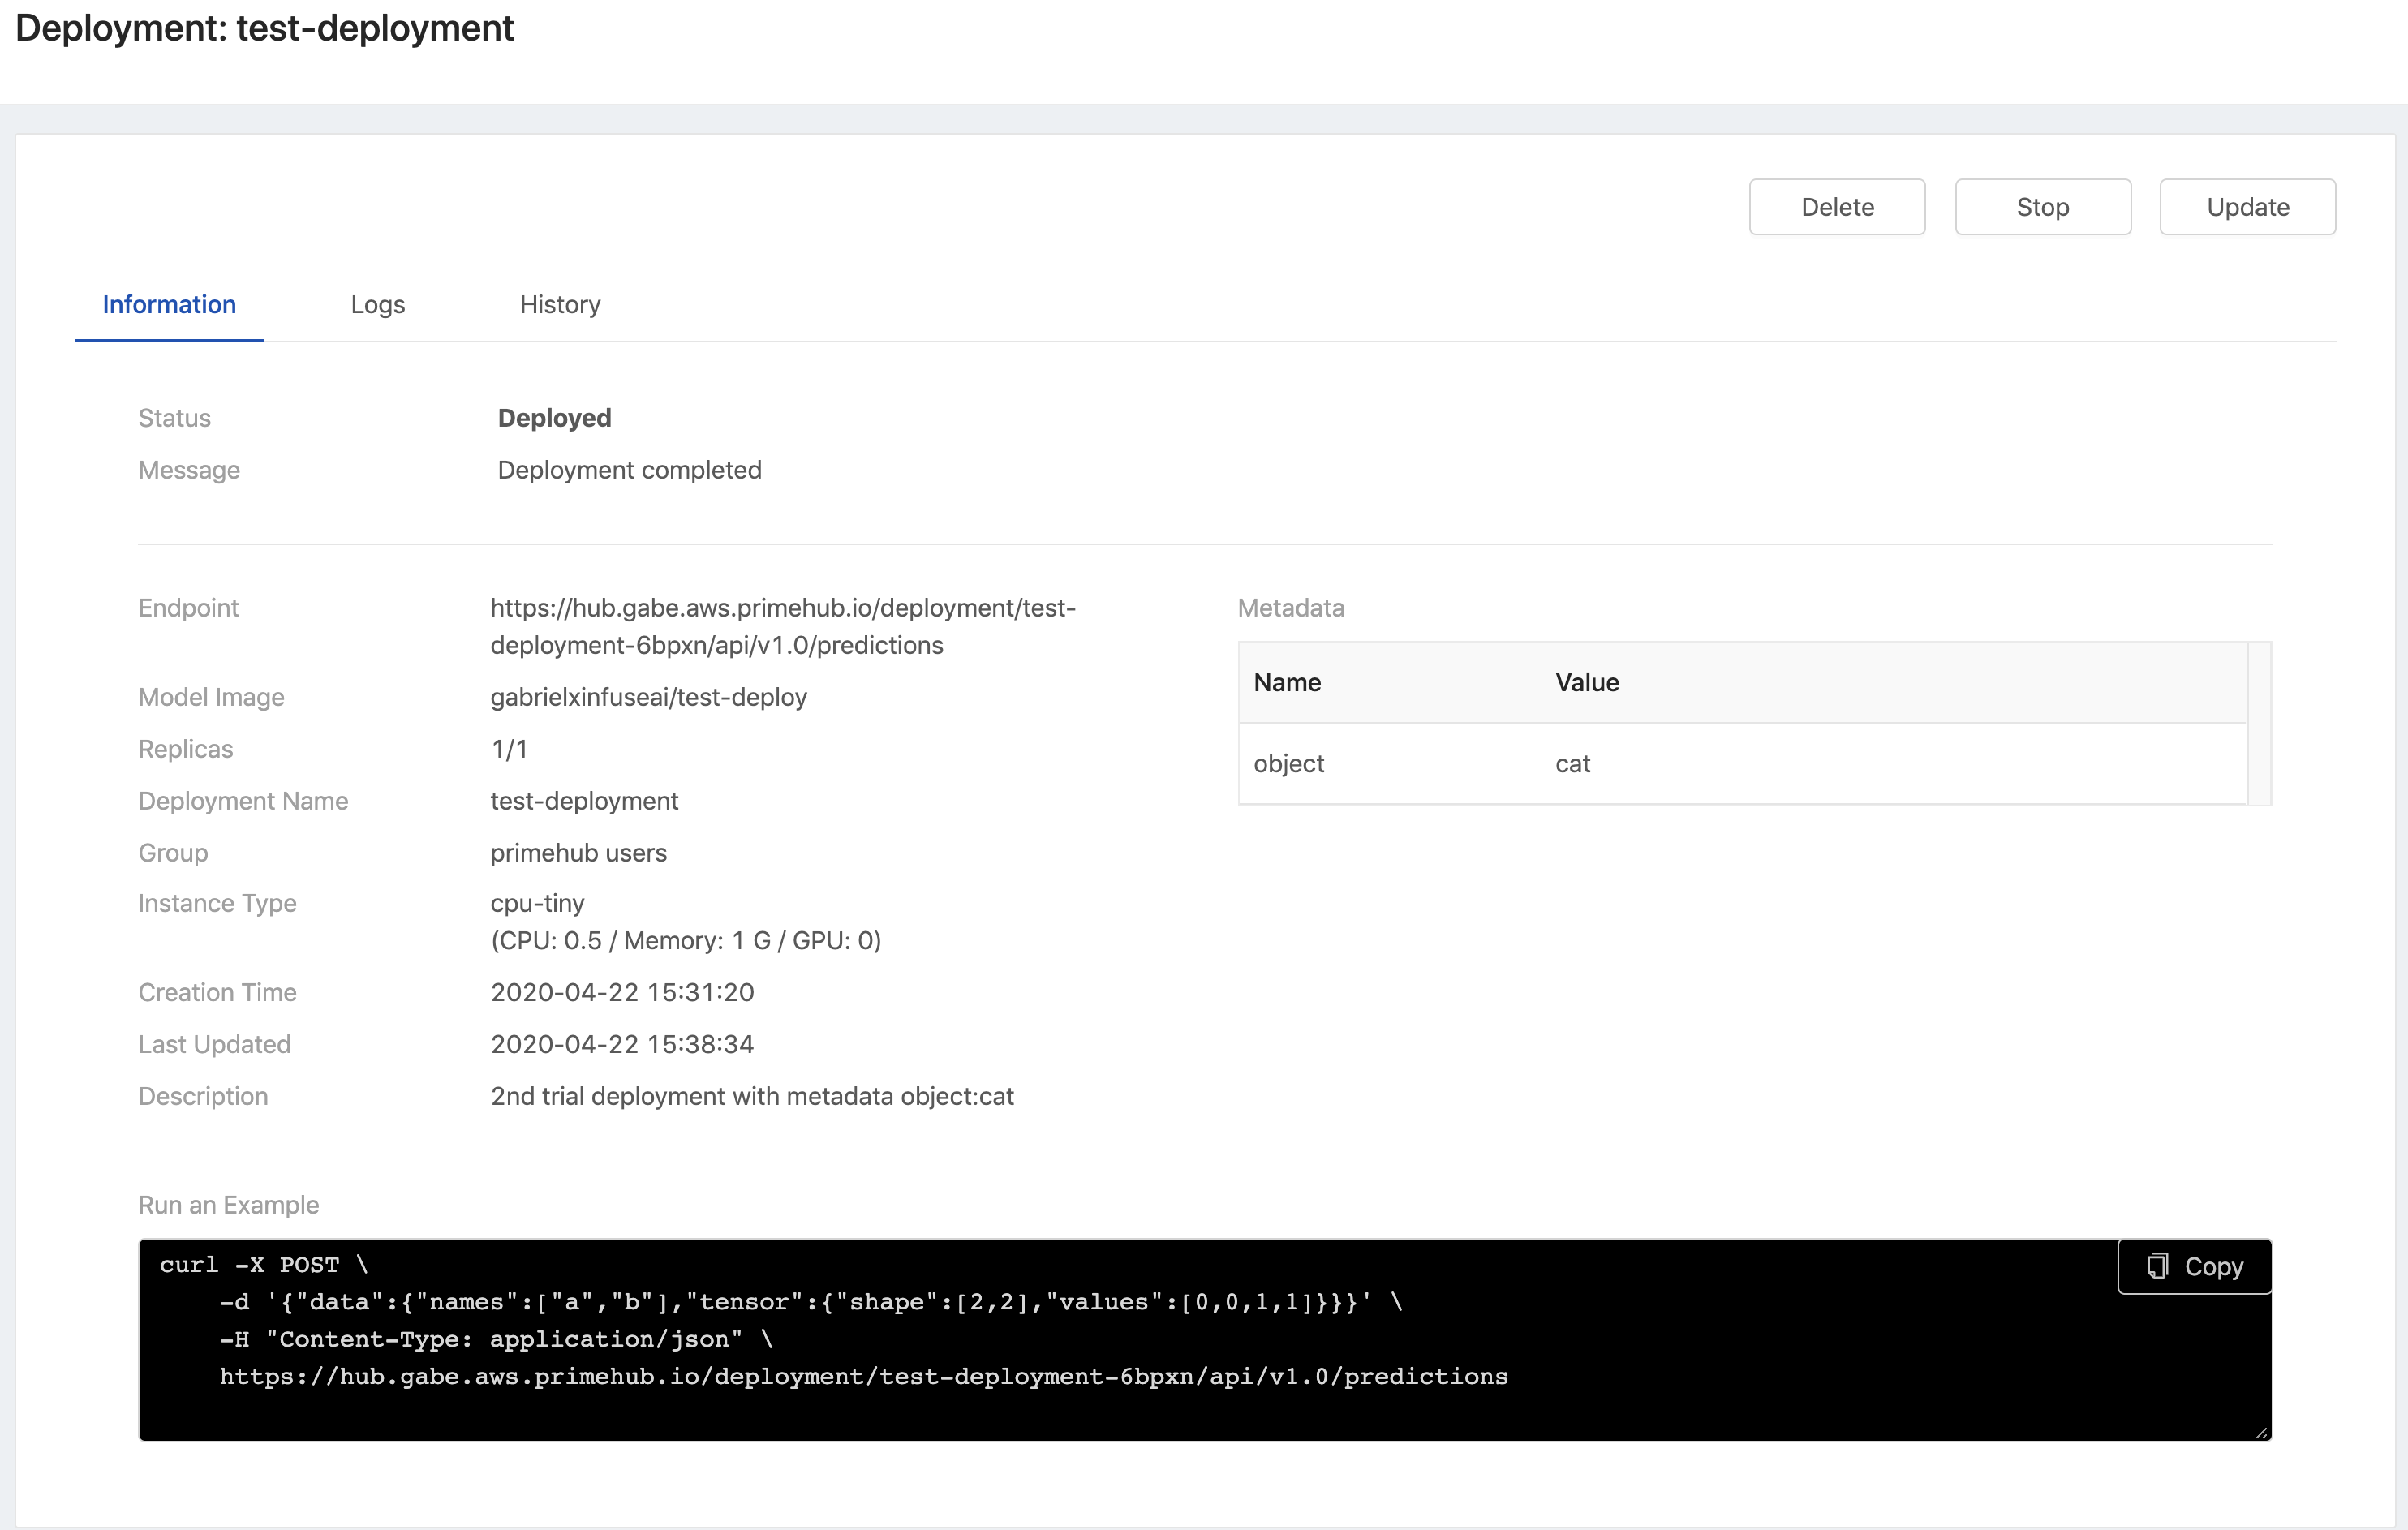 Deployment: test-deployment
Delete Stop Update
Information Logs History
Status Deployed
Message Deployment completed
Endpoint https://hub.gabe.aws.primehub.io/deployment/test-
deployment-6bpxn/api/v1.0/predictions
Model Image gabrielxinfuseai/test-deploy
Replicas 1/1
Deployment Name test-deployment
Group primehub users
Instance Type cpu-tiny
(CPU: 0.5 / Memory: 1 G / GPU: 0)
Creation Time 2020-04-22 15:31:20
Last Updated 2020-04-22 15:38:34
Description 2nd trial deployment with metadata object:cat
Metadata
Name Value
object cat
Run an Example
Copy
curl -X POST \
    -d '{"data":{"names":["a","b"],"tensor":{"shape":[2,2],"values":[0,0,1,1]}}}' \
    -H "Content-Type: application/json" \
    https://hub.gabe.aws.primehub.io/deployment/test-deployment-6bpxn/api/v1.0/predictions